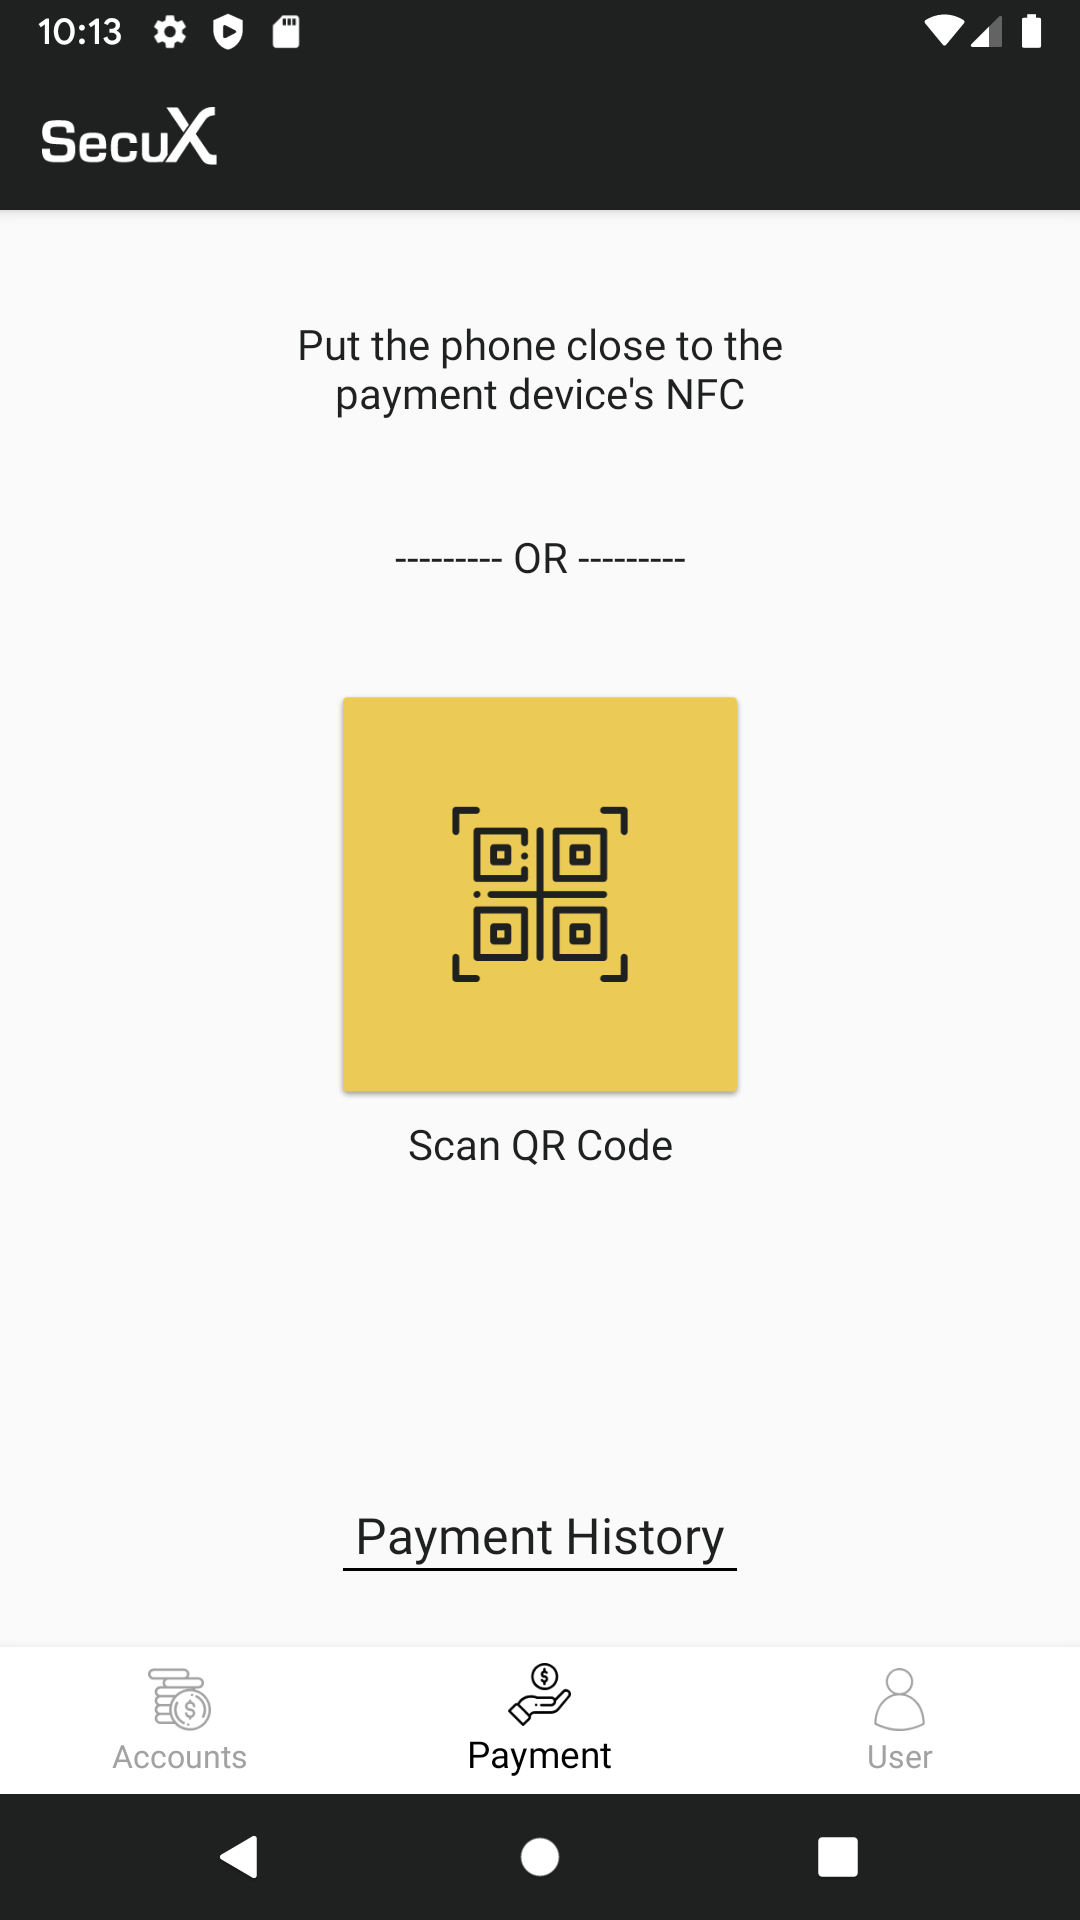 10:13
SecuX
Put the phone close to the
payment device's NFC
--------- OR ---------
Scan QR Code
Payment History
Accounts
Payment
User